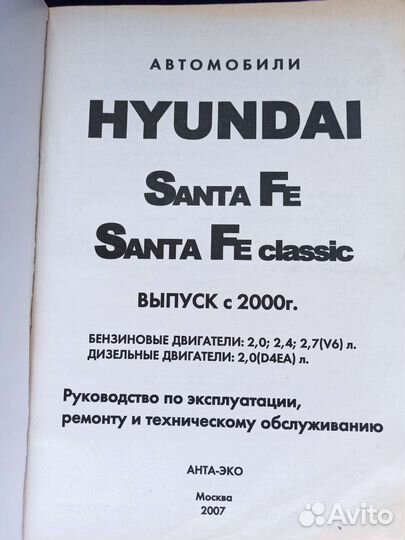 АВТОМОБИЛИ
HYUNDAI
SANTA FE
SANTA FE classic
ВЫПУСК с 2000г.
БЕНЗИНОВЫЕ ДВИГАТЕЛИ: 2,0; 2,4; 2,7(V6) л.
ДИЗЕЛЬНЫЕ ДВИГАТЕЛИ: 2,0(D4EA) л.
Руководство по эксплуатации,
ремонту и техническому обслуживанию
АНТА-ЭКО
Москва
2007
Avito